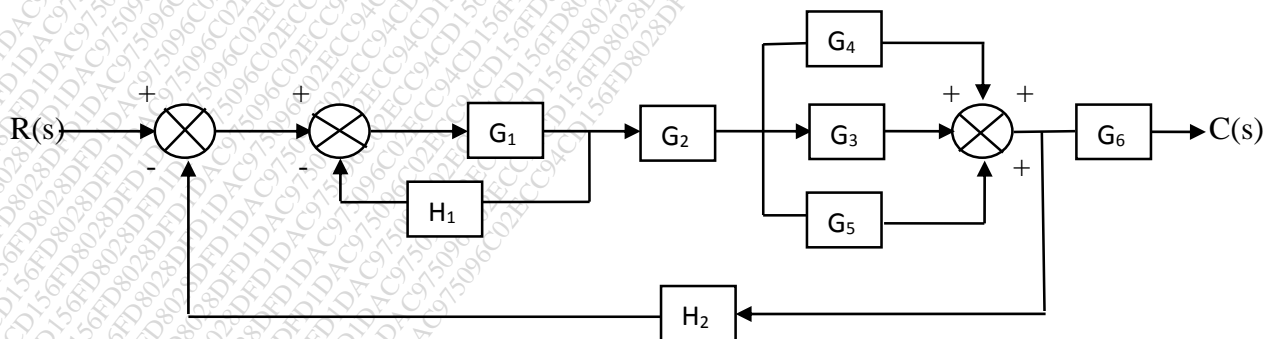 G₄
+ + + +
R(s) G₁ G₂ G₃ G₆ C(s)
- - +
H₁ G₅
H₂